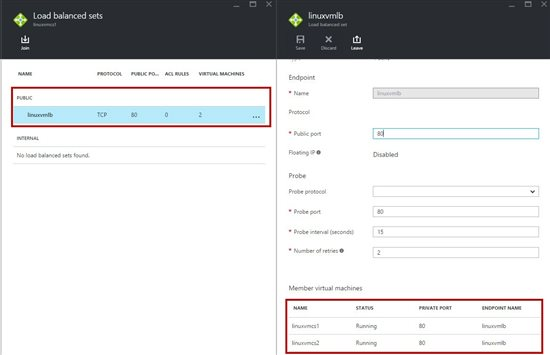 Load balanced sets
linuxvmcs1
Join
NAME PROTOCOL PUBLIC PO... ACL RULES VIRTUAL MACHINES
PUBLIC
linuxvmlb TCP 80 0 2 ...
INTERNAL
No load balanced sets found.
linuxvmlb
Load balanced set
Save Discard Leave
Endpoint
* Name linuxvmlb
Protocol
* Public port 80
Floating IP Disabled
Probe
Probe protocol
* Probe port 80
* Probe interval (seconds) 15
* Number of retries 2
Member virtual machines
NAME STATUS PRIVATE PORT ENDPOINT NAME
linuxvmcs1 Running 80 linuxvmlb
linuxvmcs2 Running 80 linuxvmlb